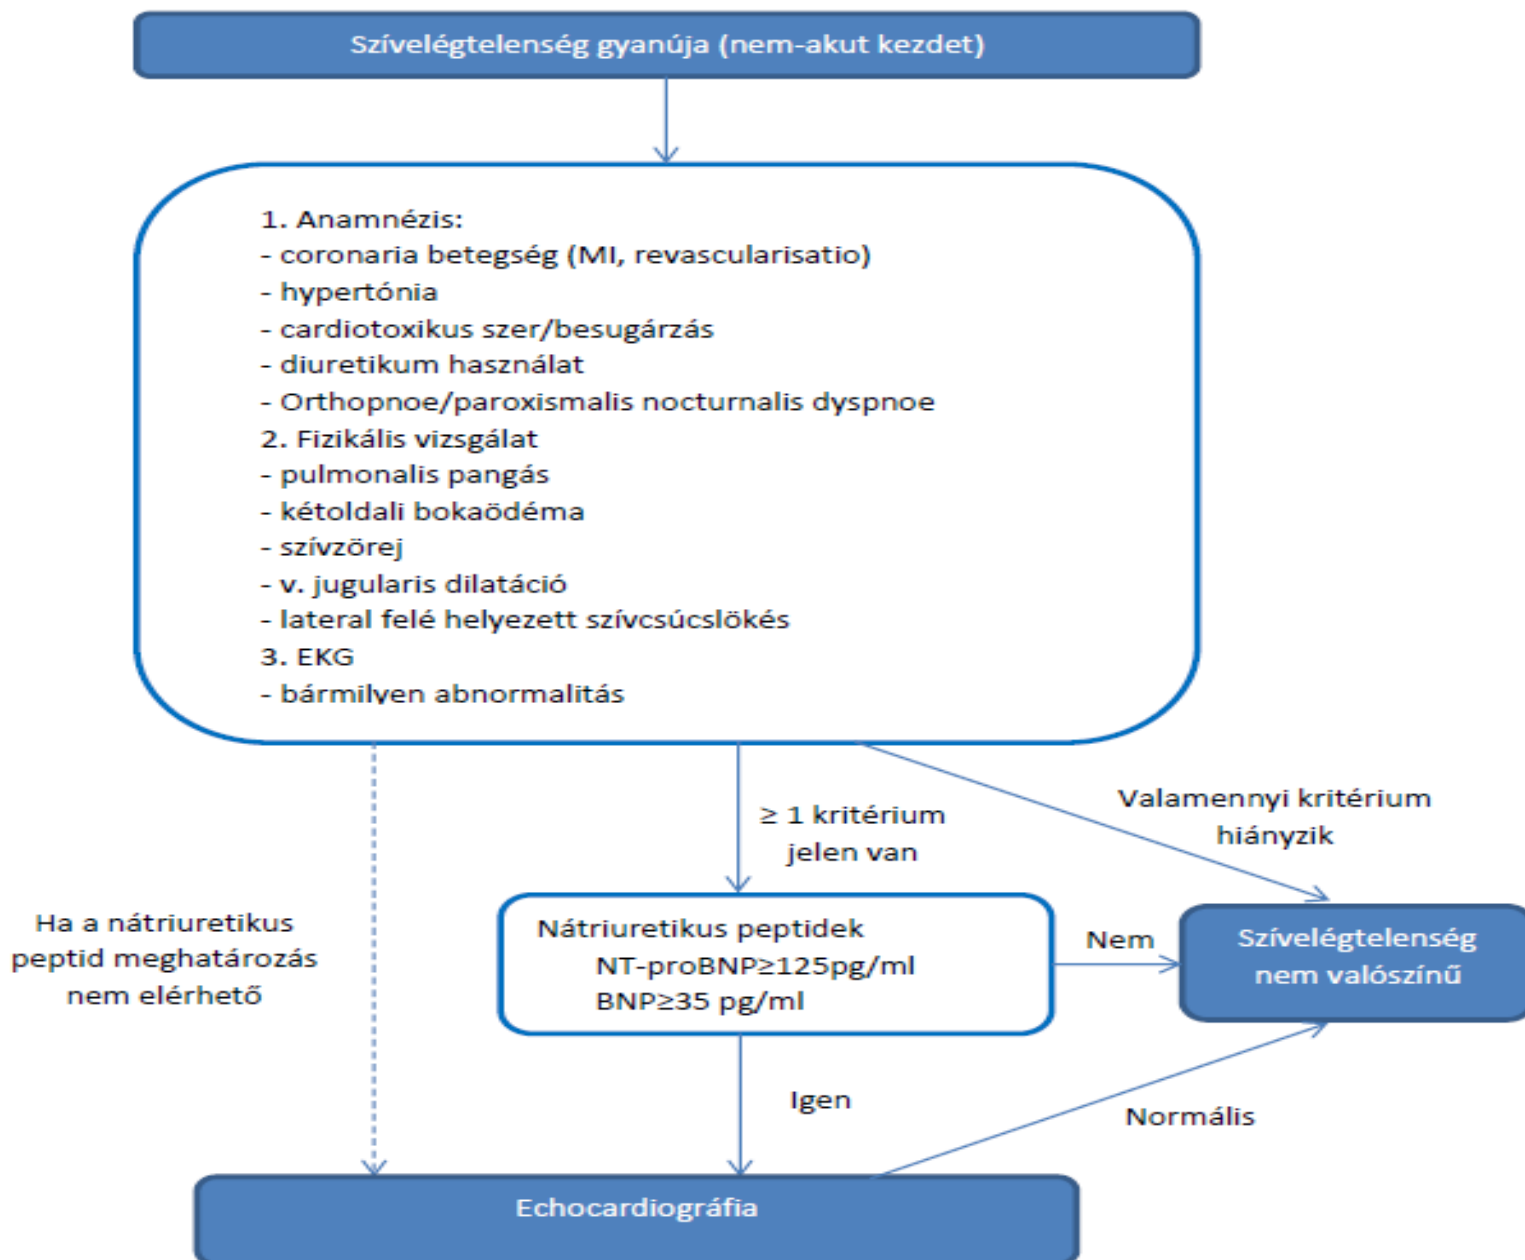 Szívelégtelenség gyanúja (nem-akut kezdet)
1. Anamnézis:
- coronaria betegség (MI, revascularisatio)
- hypertónia
- cardiotoxikus szer/besugárzás
- diuretikum használat
- Orthopnoe/paroxismalis nocturnalis dyspnoe
2. Fizikális vizsgálat
- pulmonalis pangás
- kétoldali bokaödéma
- szívzörej
- v. jugularis dilatáció
- lateral felé helyezett szívcsúcslökés
3. EKG
- bármilyen abnormalitás
≥ 1 kritérium
jelen van
Valamennyi kritérium
hiányzik
Ha a nátriuretikus
peptid meghatározás
nem elérhető
Nátriuretikus peptidek
NT-proBNP≥125pg/ml
BNP≥35 pg/ml
Nem
Szívelégtelenség
nem valószínű
Igen
Normális
Echocardiográfia